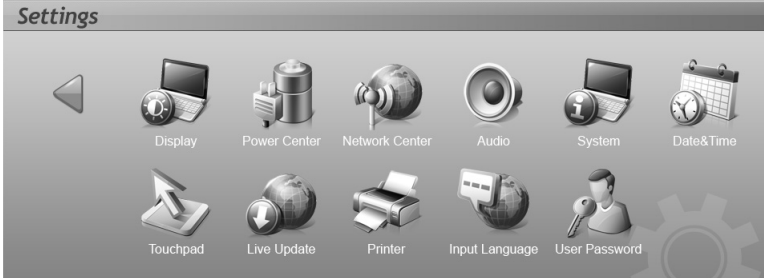 Settings
Display Power Center Network Center Audio System Date&Time
Touchpad Live Update Printer Input Language User Password